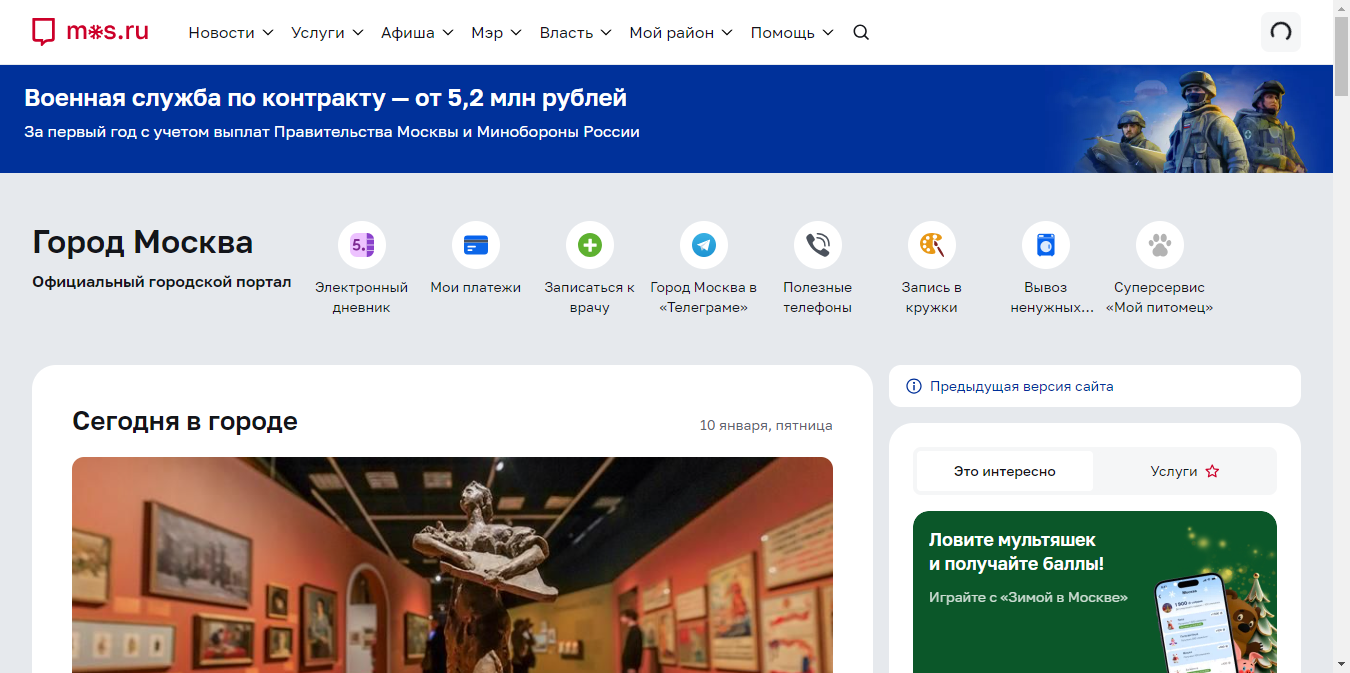 mos.ru
Новости
Услуги
Афиша
Мэр
Власть
Мой район
Помощь
Военная служба по контракту — от 5,2 млн рублей
За первый год с учетом выплат Правительства Москвы и Минобороны России
Город Москва
Официальный городской портал
5.
Электронный
дневник
Мои платежи
Записаться к
врачу
Город Москва в
«Телеграме»
Полезные
телефоны
Запись в
кружки
Вывоз
ненужных...
Суперсервис
«Мой питомец»
Сегодня в городе
10 января, пятница
Предыдущая версия сайта
Это интересно
Услуги
Ловите мультяшек
и получайте баллы!
Играйте с «Зимой в Москве»